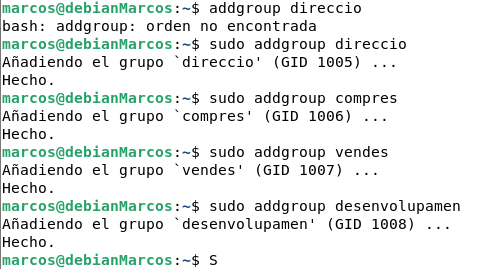 marcos@debianMarcos:~$ addgroup direccio
bash: addgroup: orden no encontrada
marcos@debianMarcos:~$ sudo addgroup direccio
Añadiendo el grupo `direccio' (GID 1005) ...
Hecho.
marcos@debianMarcos:~$ sudo addgroup compres
Añadiendo el grupo `compres' (GID 1006) ...
Hecho.
marcos@debianMarcos:~$ sudo addgroup vendes
Añadiendo el grupo `vendes' (GID 1007) ...
Hecho.
marcos@debianMarcos:~$ sudo addgroup desenvolupamen
Añadiendo el grupo `desenvolupamen' (GID 1008) ...
Hecho.
marcos@debianMarcos:~$ S